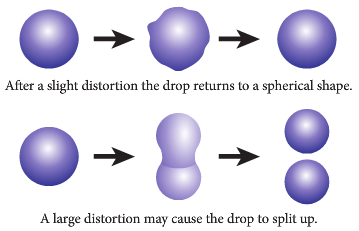 After a slight distortion the drop returns to a spherical shape.
A large distortion may cause the drop to split up.